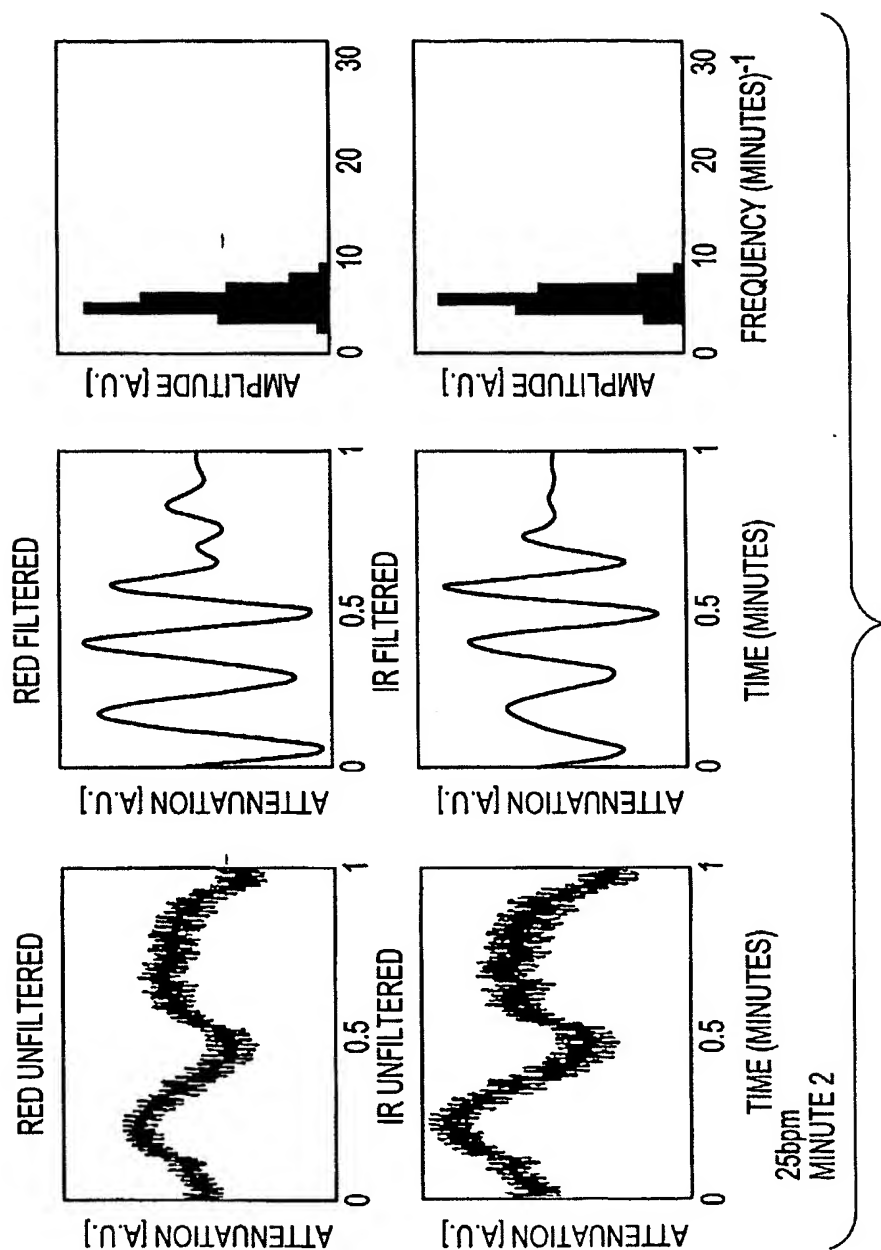 RED UNFILTERED
ATTENUATION [A.U.]
IR UNFILTERED
ATTENUATION [A.U.]
0
0.5
1
0
0.5
1
TIME (MINUTES)
25bpm
MINUTE 2
RED FILTERED
ATTENUATION [A.U.]
0
0.5
1
IR FILTERED
ATTENUATION [A.U.]
0
0.5
1
TIME (MINUTES)
AMPLITUDE [A.U.]
0
10
20
30
AMPLITUDE [A.U.]
0
10
20
30
FREQUENCY (MINUTES)-1